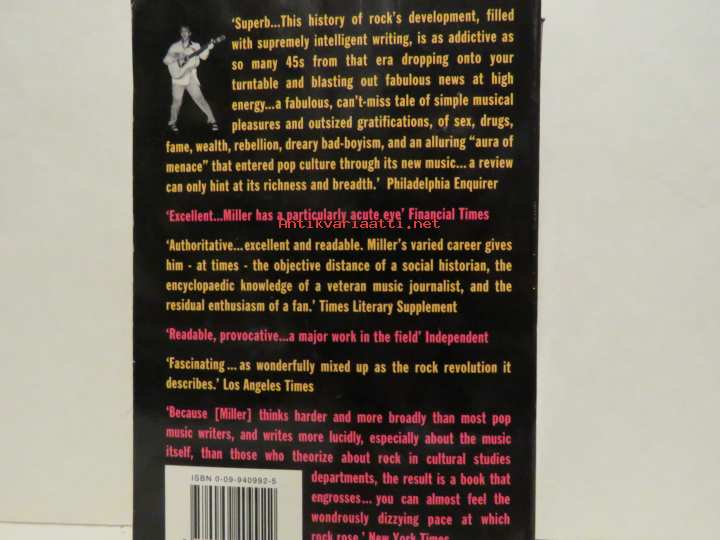 ‘Superb...This history of rock’s development, filled
with supremely intelligent writing, is as addictive as
so many 45s from that era dropping onto your
turntable and blasting out fabulous news at high
energy...a fabulous, can’t-miss tale of simple musical
pleasures and outsized gratifications, of sex, drugs,
fame, wealth, rebellion, dreary bad-boyism, and an alluring “aura of
menace” that entered pop culture through its new music... a review
can only hint at its richness and breadth.’ Philadelphia Enquirer
‘Excellent...Miller has a particularly acute eye’ Financial Times
Antikvariaatti.net
‘Authoritative...excellent and readable. Miller’s varied career gives
him - at times - the objective distance of a social historian, the
encyclopaedic knowledge of a veteran music journalist, and the
residual enthusiasm of a fan.’ Times Literary Supplement
‘Readable, provocative...a major work in the field’ Independent
‘Fascinating... as wonderfully mixed up as the rock revolution it
describes.’ Los Angeles Times
‘Because [Miller] thinks harder and more broadly than most pop
music writers, and writes more lucidly, especially about the music
itself, than those who theorize about rock in cultural studies
departments, the result is a book that
engrosses... you can almost feel the
wondrously dizzying pace at which
rock rose.’ New York Times
ISBN 0-09-940992-5